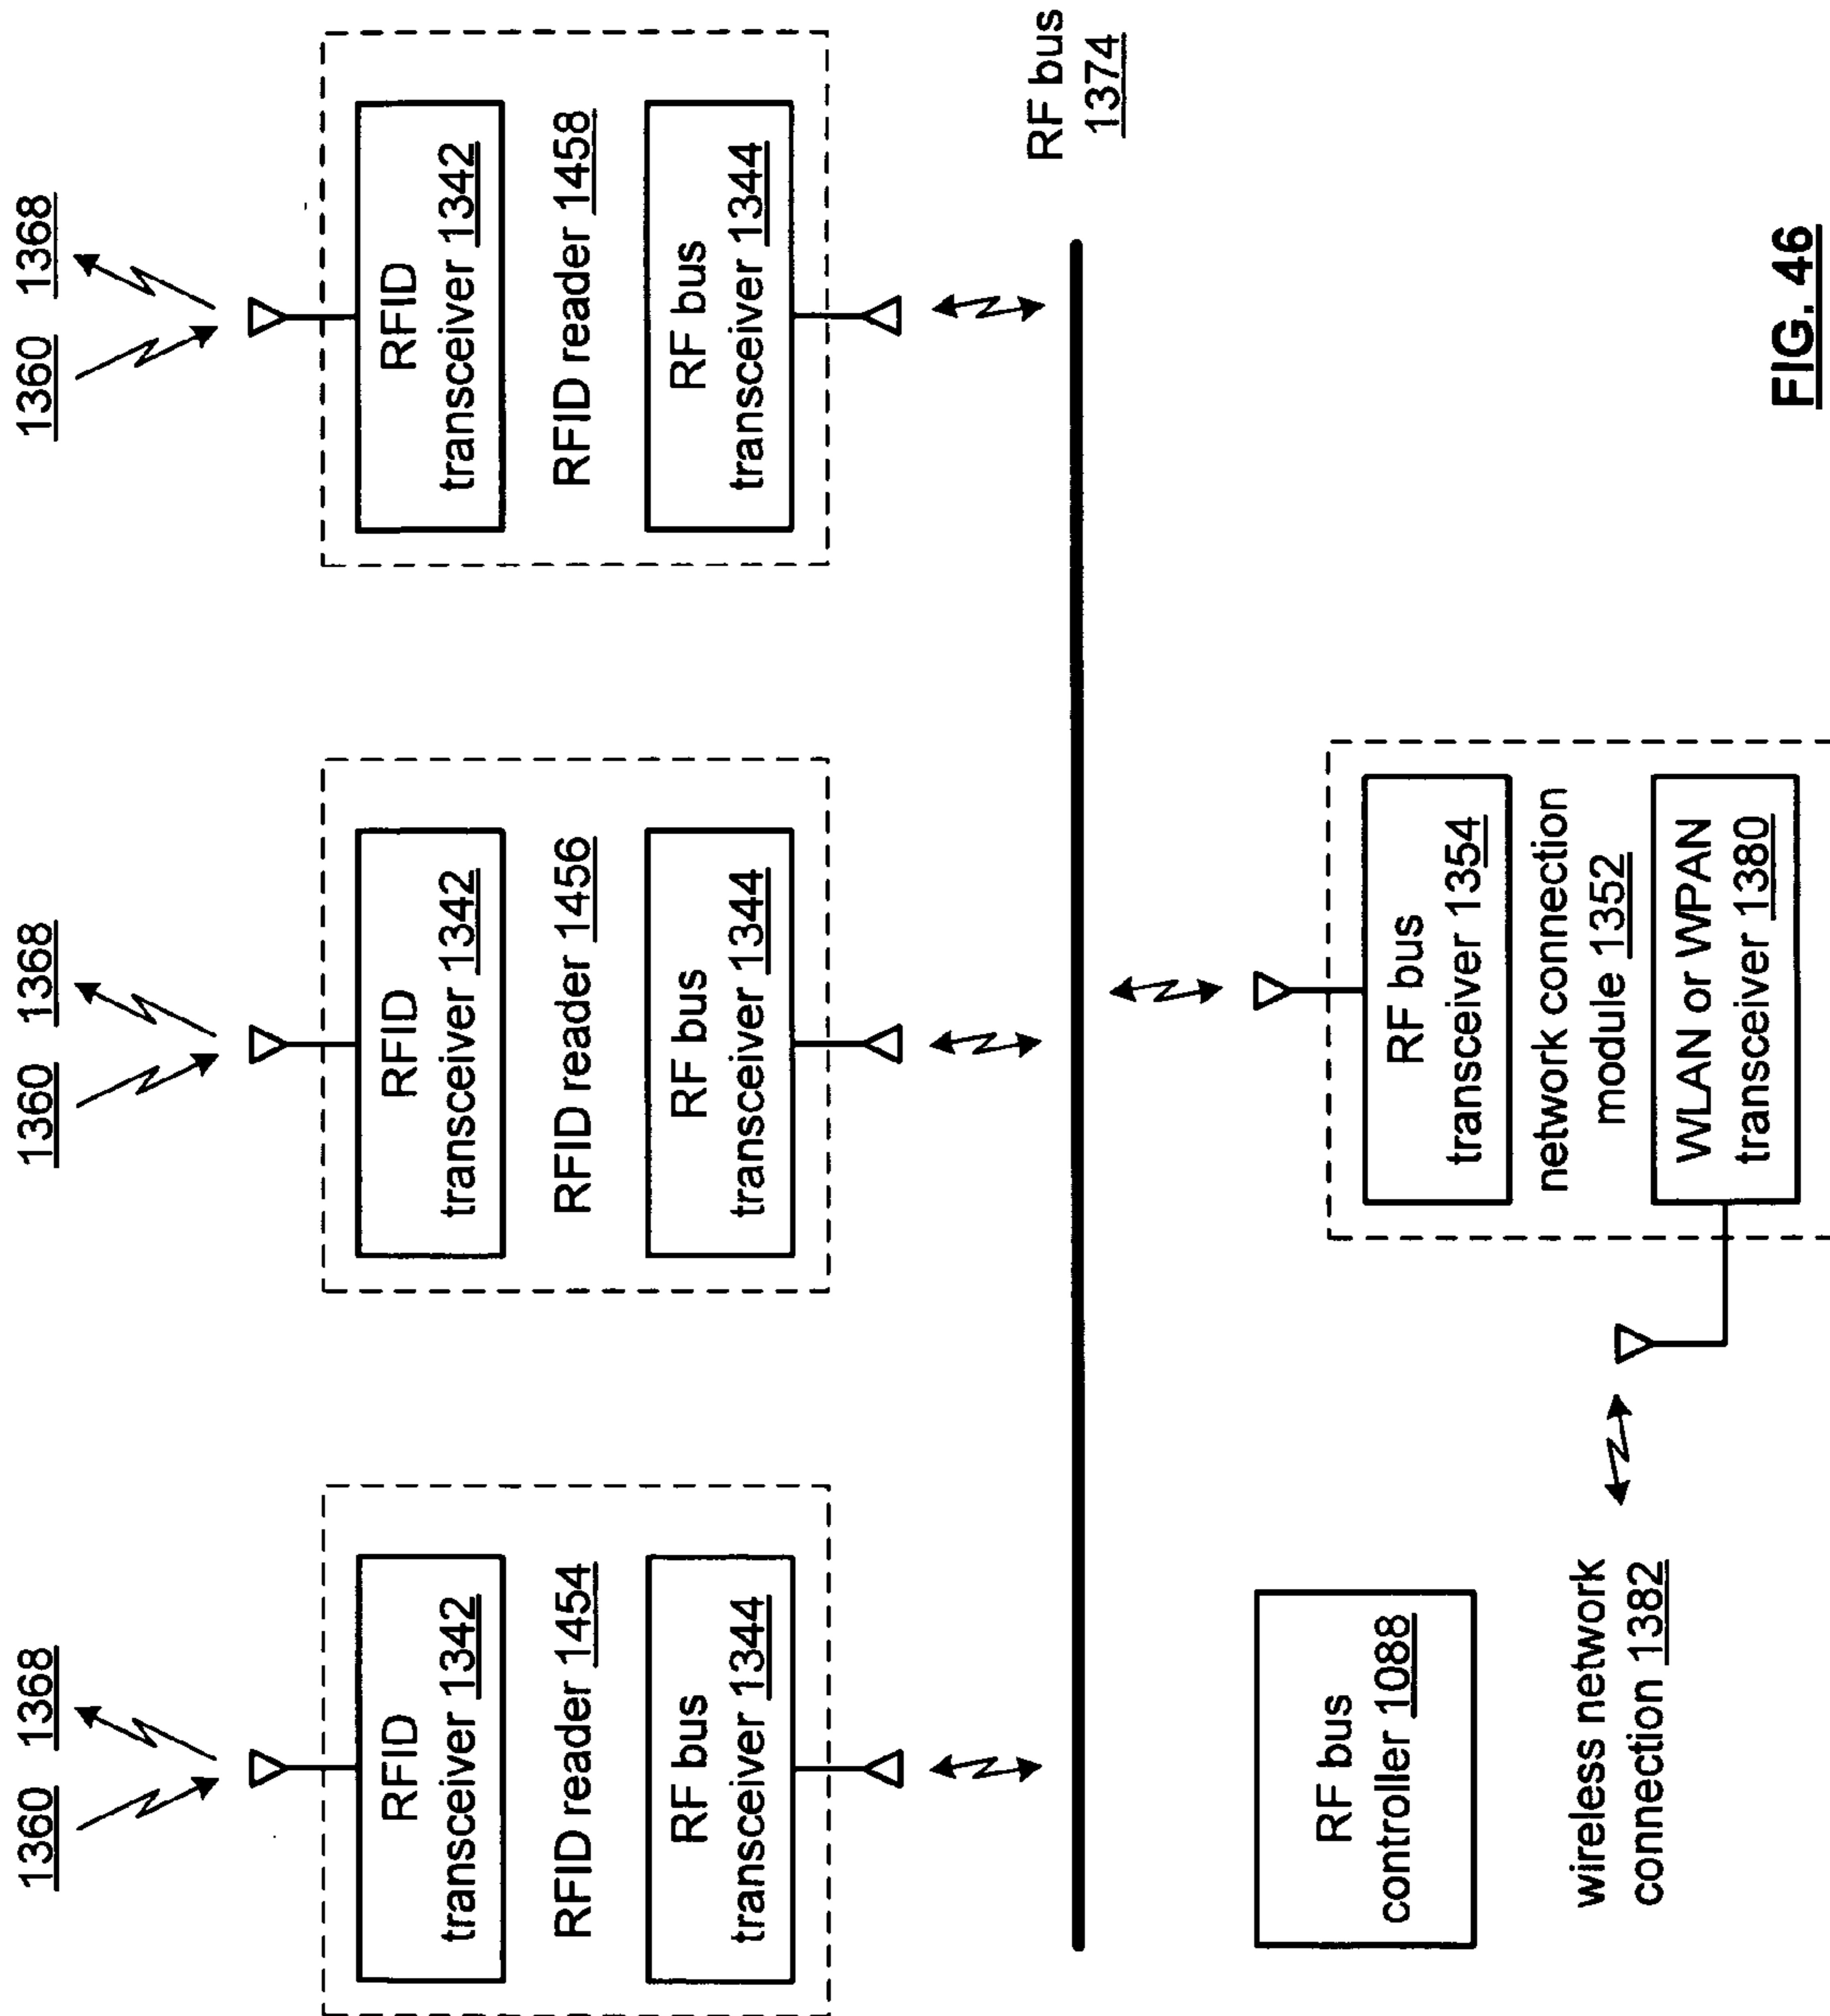 1360 1368
1360 1368
1360 1368
RFID
transceiver 1342
RFID reader 1454
RF bus
transceiver 1344
RFID
transceiver 1342
RFID reader 1456
RF bus
transceiver 1344
RFID
transceiver 1342
RFID reader 1458
RF bus
transceiver 1344
RF bus
1374
RF bus
controller 1088
wireless network
connection 1382
RF bus
transceiver 1354
network connection
module 1352
WLAN or WPAN
transceiver 1380
FIG. 46